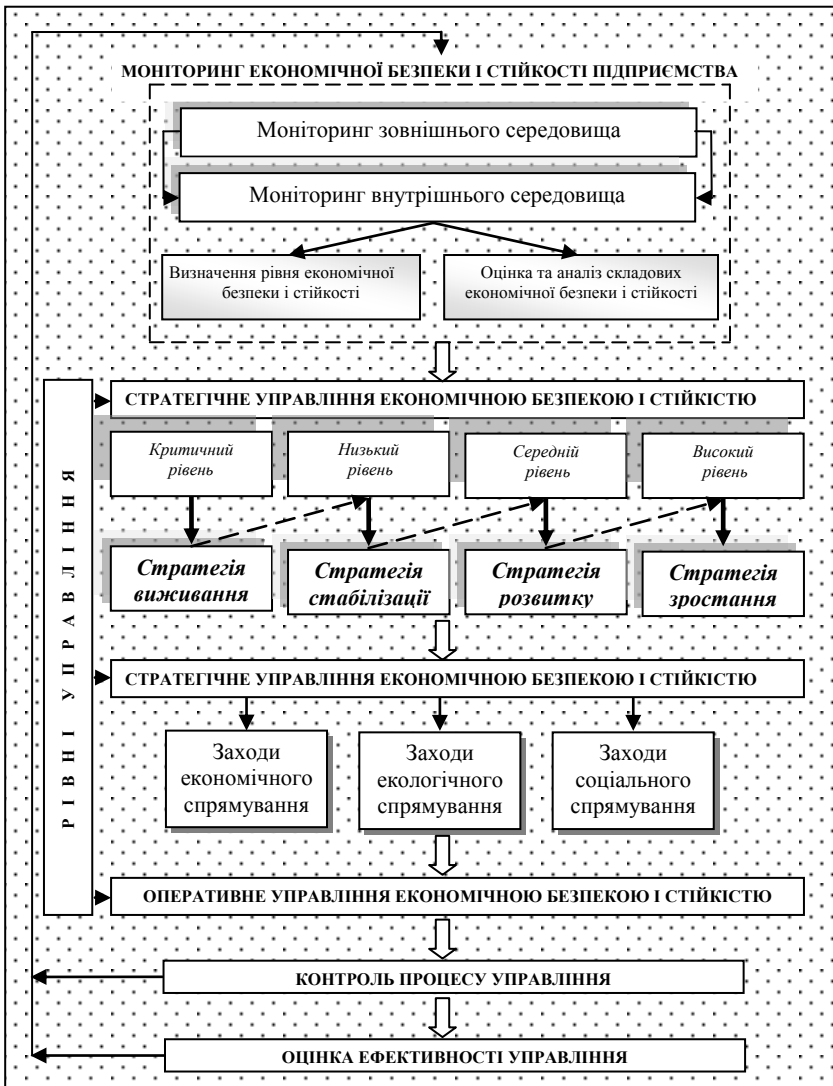 МОНІТОРИНГ ЕКОНОМІЧНОЇ БЕЗПЕКИ І СТІЙКОСТІ ПІДПРИЄМСТВА
Моніторинг зовнішнього середовища
Моніторинг внутрішнього середовища
Визначення рівня економічної
безпеки і стійкості
Оцінка та аналіз складових
економічної безпеки і стійкості
РІВНІ УПРАВЛІННЯ
СТРАТЕГІЧНЕ УПРАВЛІННЯ ЕКОНОМІЧНОЮ БЕЗПЕКОЮ І СТІЙКІСТЮ
Критичний
рівень
Низький
рівень
Середній
рівень
Високий
рівень
Стратегія
виживання
Стратегія
стабілізації
Стратегія
розвитку
Стратегія
зростання
СТРАТЕГІЧНЕ УПРАВЛІННЯ ЕКОНОМІЧНОЮ БЕЗПЕКОЮ І СТІЙКІСТЮ
Заходи
економічного
спрямування
Заходи
екологічного
спрямування
Заходи
соціального
спрямування
ОПЕРАТИВНЕ УПРАВЛІННЯ ЕКОНОМІЧНОЮ БЕЗПЕКОЮ І СТІЙКІСТЮ
КОНТРОЛЬ ПРОЦЕСУ УПРАВЛІННЯ
ОЦІНКА ЕФЕКТИВНОСТІ УПРАВЛІННЯ